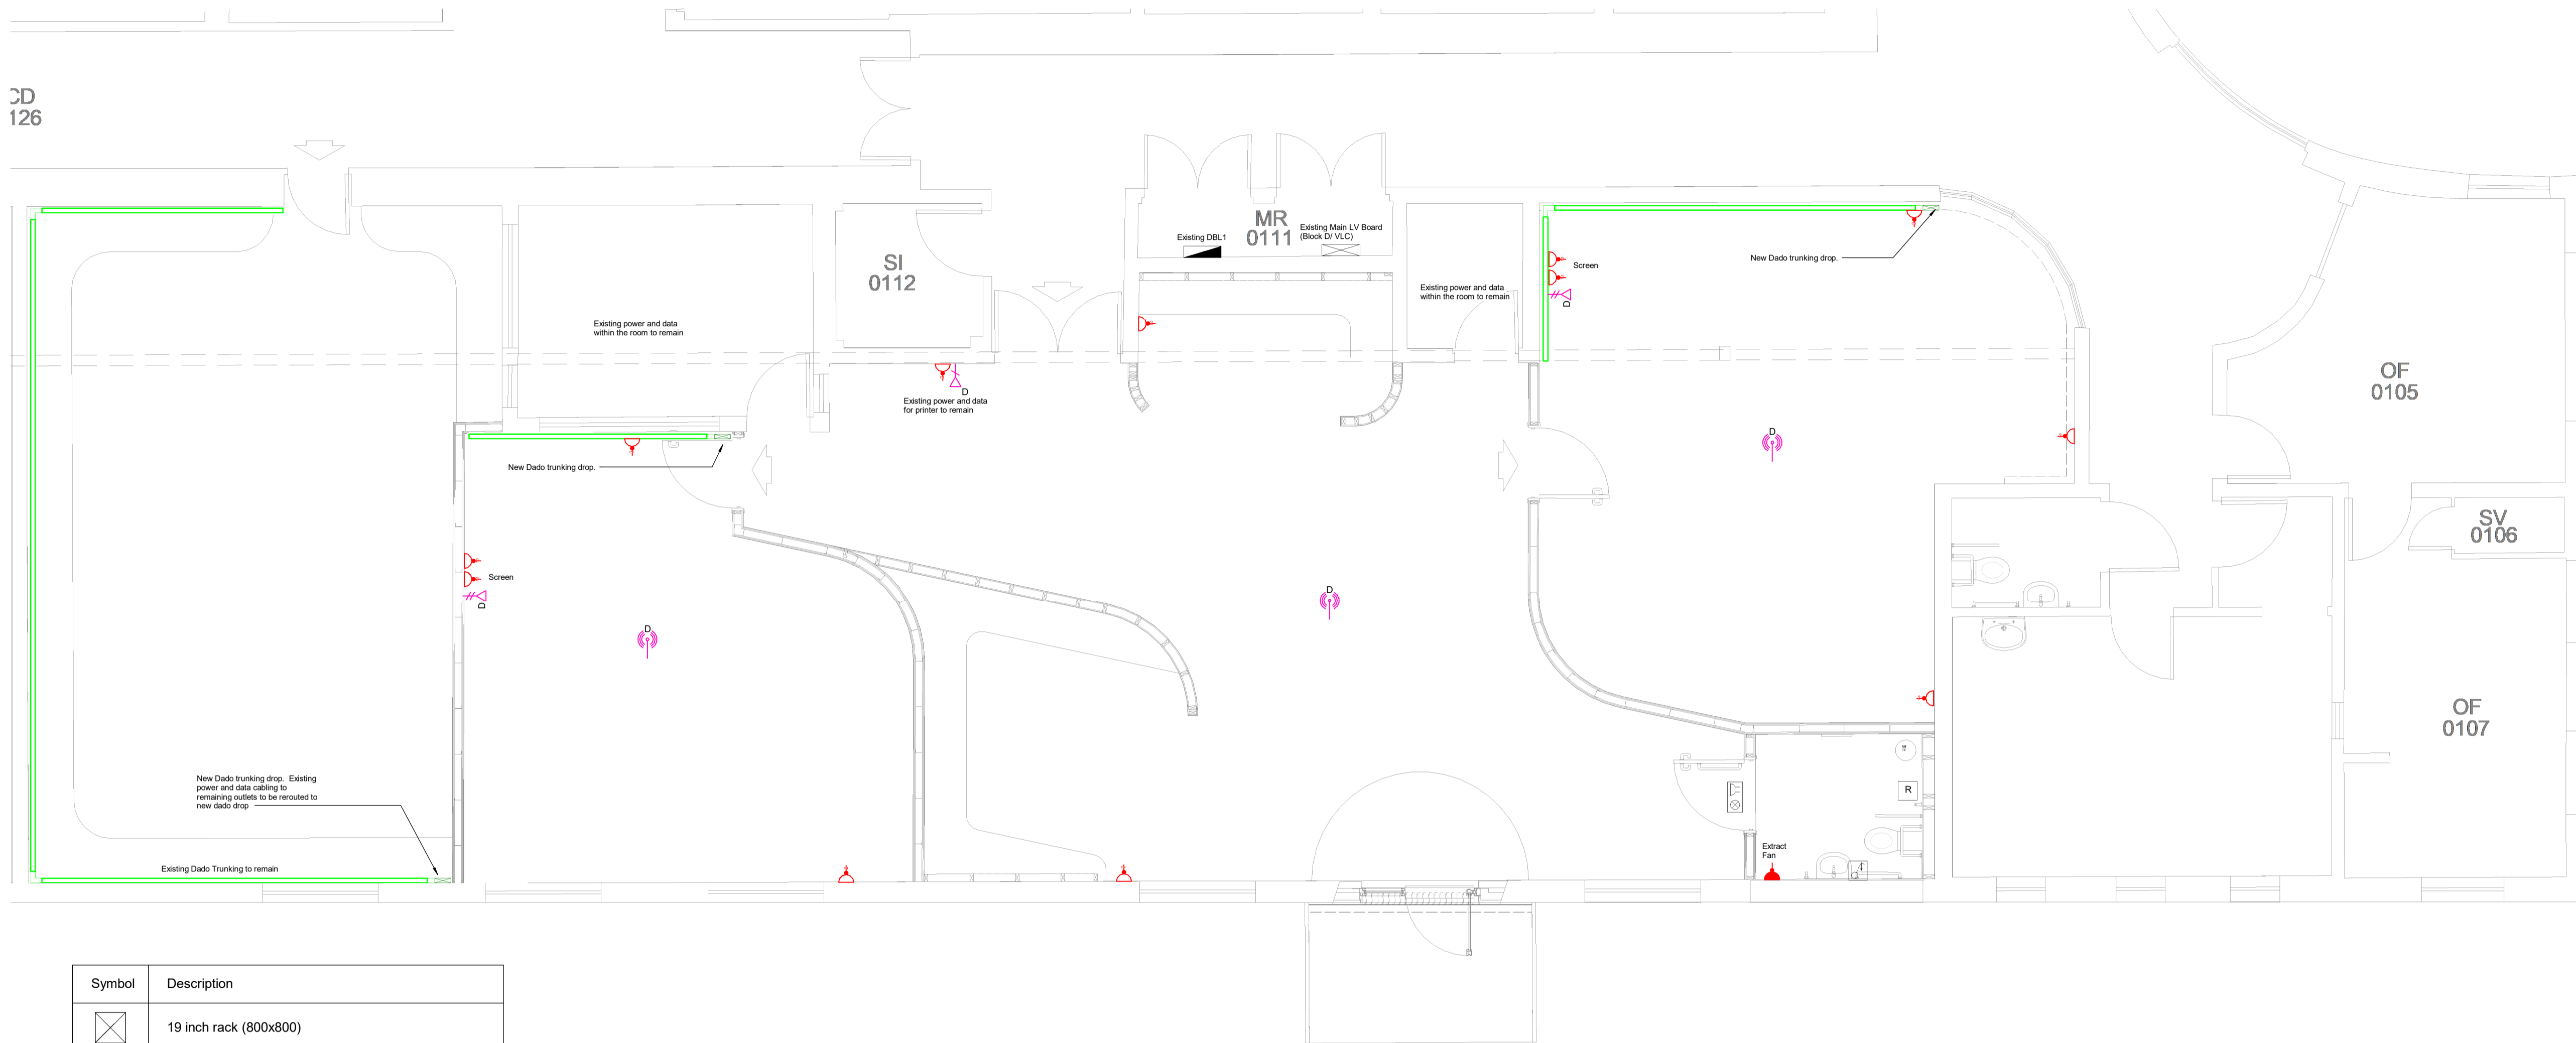 CD
126
MR
0111
Existing DBL1
Existing Main LV Board
(Block D/ VLC)
SI
0112
Screen
New Dado trunking drop.
D
Existing power and data
within the room to remain
Existing power and data
within the room to remain
OF
0105
D
Existing power and data
for printer to remain
D
New Dado trunking drop.
SV
0106
Screen
D
D
D
OF
0107
New Dado trunking drop.  Existing
power and data cabling to
remaining outlets to be rerouted to
new dado drop
R
Extract
Fan
Existing Dado Trunking to remain
Symbol Description
19 inch rack (800x800)